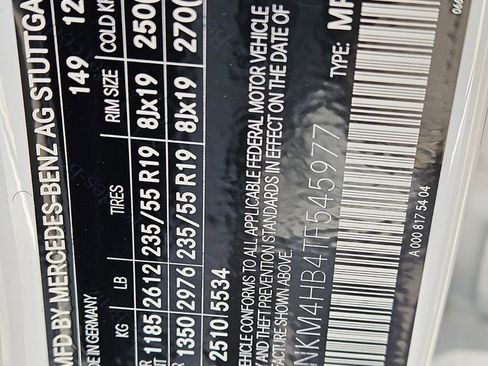 MFD BY MERCEDES-BENZ AG STUTTGA
IN GERMANY 149 12
KG LB TIRES RIM SIZE COLD KP
1185 2612 235/55 R19 8Jx19 250
1350 2976 235/55 R19 8Jx19 270
2510 5534
HICLE CONFORMS TO ALL APPLICABLE FEDERAL MOTOR VEHICLE
Y AND THEFT PREVENTION STANDARDS IN EFFECT ON THE DATE OF
FACTURE SHOWN ABOVE. TYPE:
NKM4HB4TF545977
A 000 817 54 04